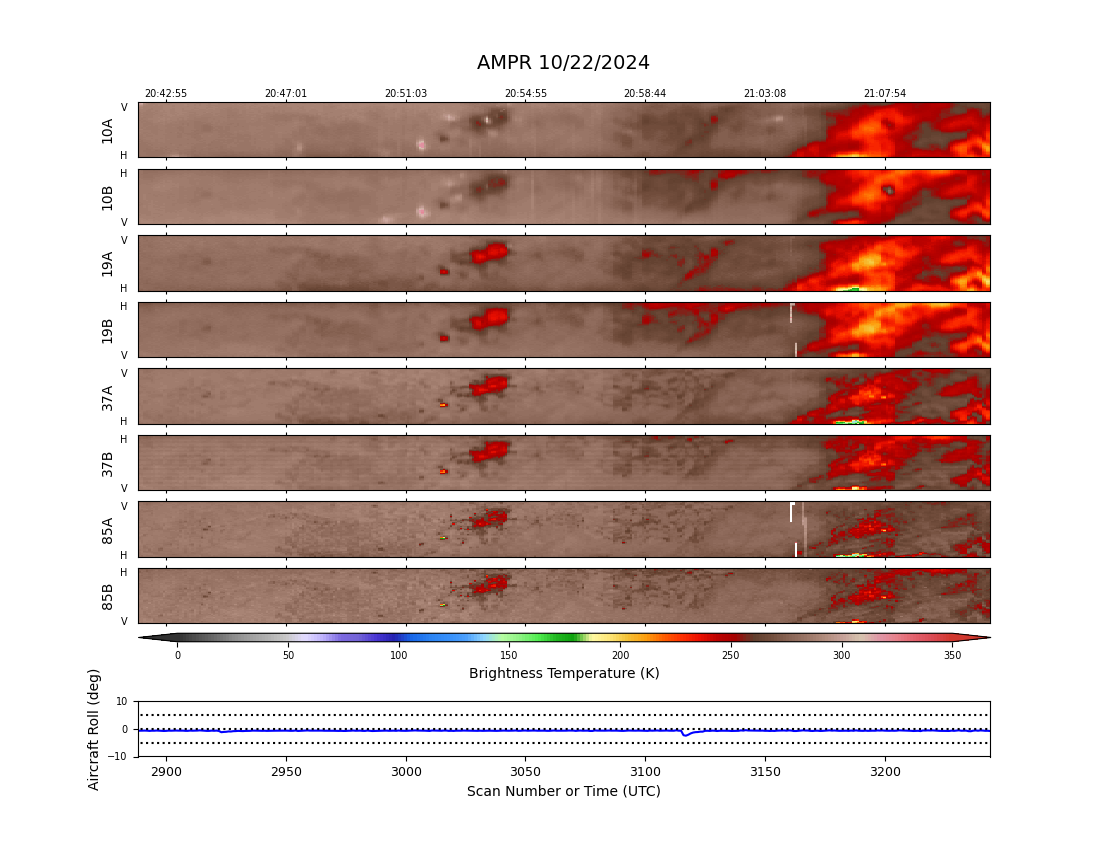 AMPR 10/22/2024
20:42:55 20:47:01 20:51:03 20:54:55 20:58:44 21:03:08 21:07:54
V
10A
H
H
10B
V
V
19A
H
H
19B
V
V
37A
H
H
37B
V
V
85A
H
H
85B
V
0 50 100 150 200 250 300 350
Brightness Temperature (K)
Aircraft Roll (deg)
10
0
−10
2900 2950 3000 3050 3100 3150 3200
Scan Number or Time (UTC)